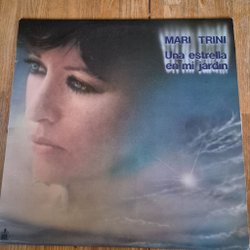 MARI TRINI
Una estrella
en mi jardín